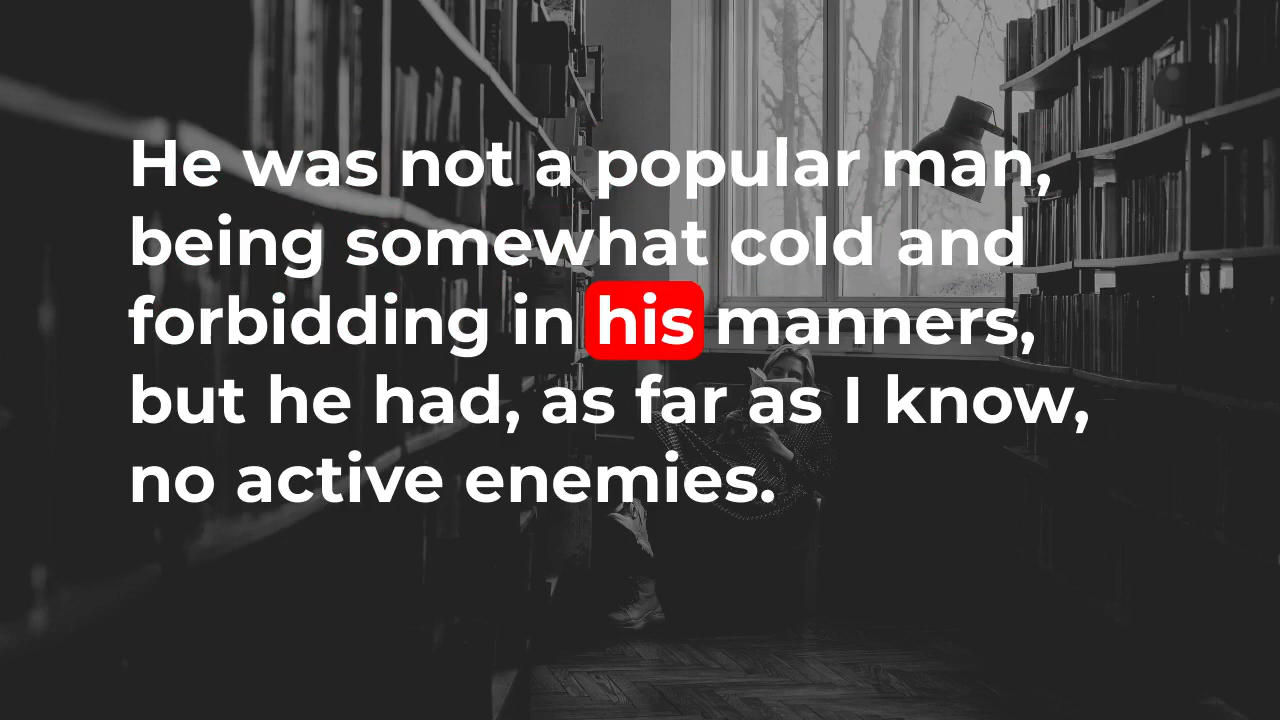 He was not a popular man,
being somewhat cold and
forbidding in his manners,
but he had, as far as I know,
no active enemies.